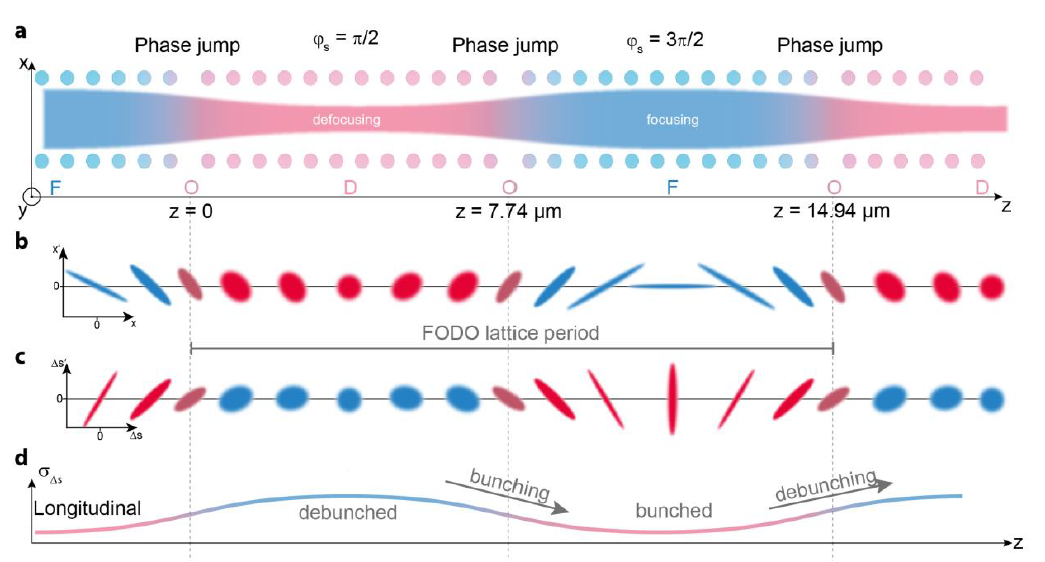 a
φs = π/2
φs = 3π/2
Phase jump
Phase jump
Phase jump
x
defocusing
focusing
F
O
D
O
F
O
D
y
z = 0
z = 7.74 μm
z = 14.94 μm
z
b
x'
0
0
x
FODO lattice period
c
Δs'
0
0
Δs
d
σΔs
bunching
debunching
Longitudinal
debunched
bunched
z